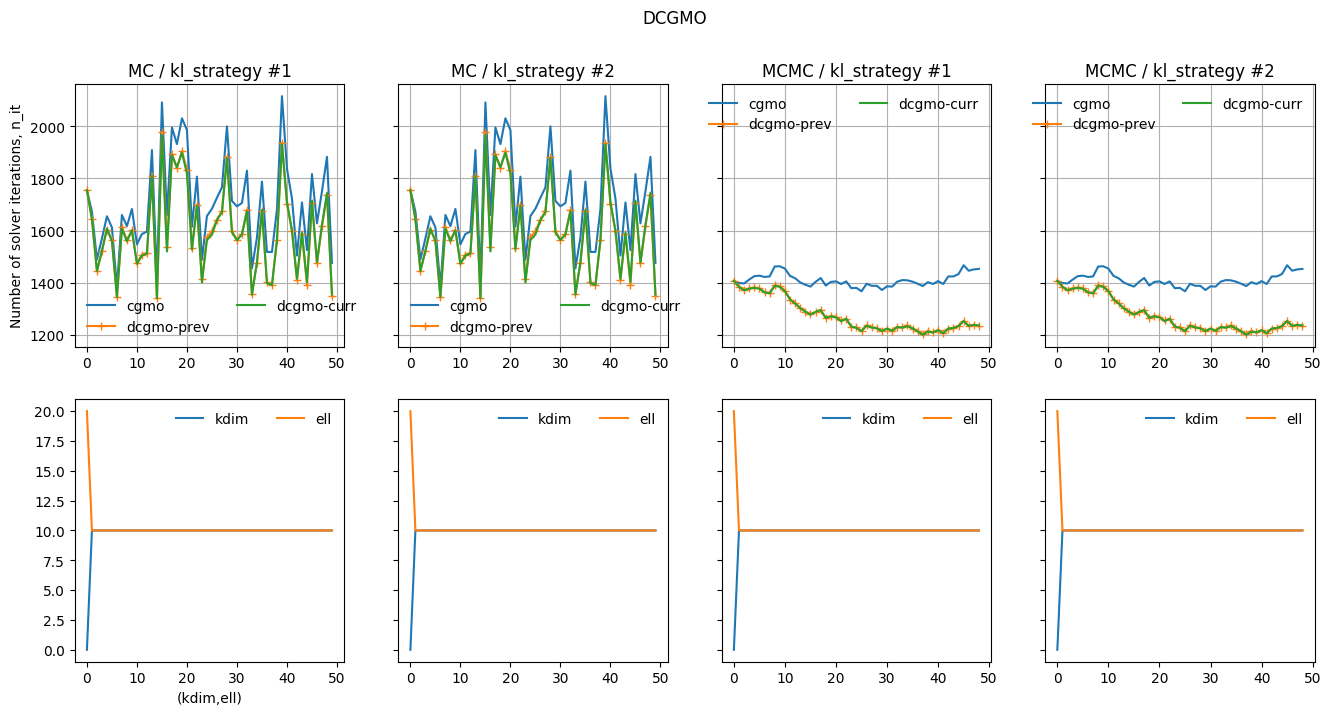 DCGMO
MC / kl_strategy #1
MC / kl_strategy #2
MCMC / kl_strategy #1
MCMC / kl_strategy #2
Number of solver iterations, n_it
2000
1800
1600
1400
1200
cgmo
dcgmo-prev
dcgmo-curr
0 10 20 30 40 50
cgmo
dcgmo-prev
dcgmo-curr
0 10 20 30 40 50
cgmo
dcgmo-prev
dcgmo-curr
0 10 20 30 40 50
cgmo
dcgmo-prev
dcgmo-curr
0 10 20 30 40 50
20.0
17.5
15.0
12.5
10.0
7.5
5.0
2.5
0.0
kdim ell
0 10 20 30 40 50
(kdim,ell)
kdim ell
0 10 20 30 40 50
kdim ell
0 10 20 30 40 50
kdim ell
0 10 20 30 40 50